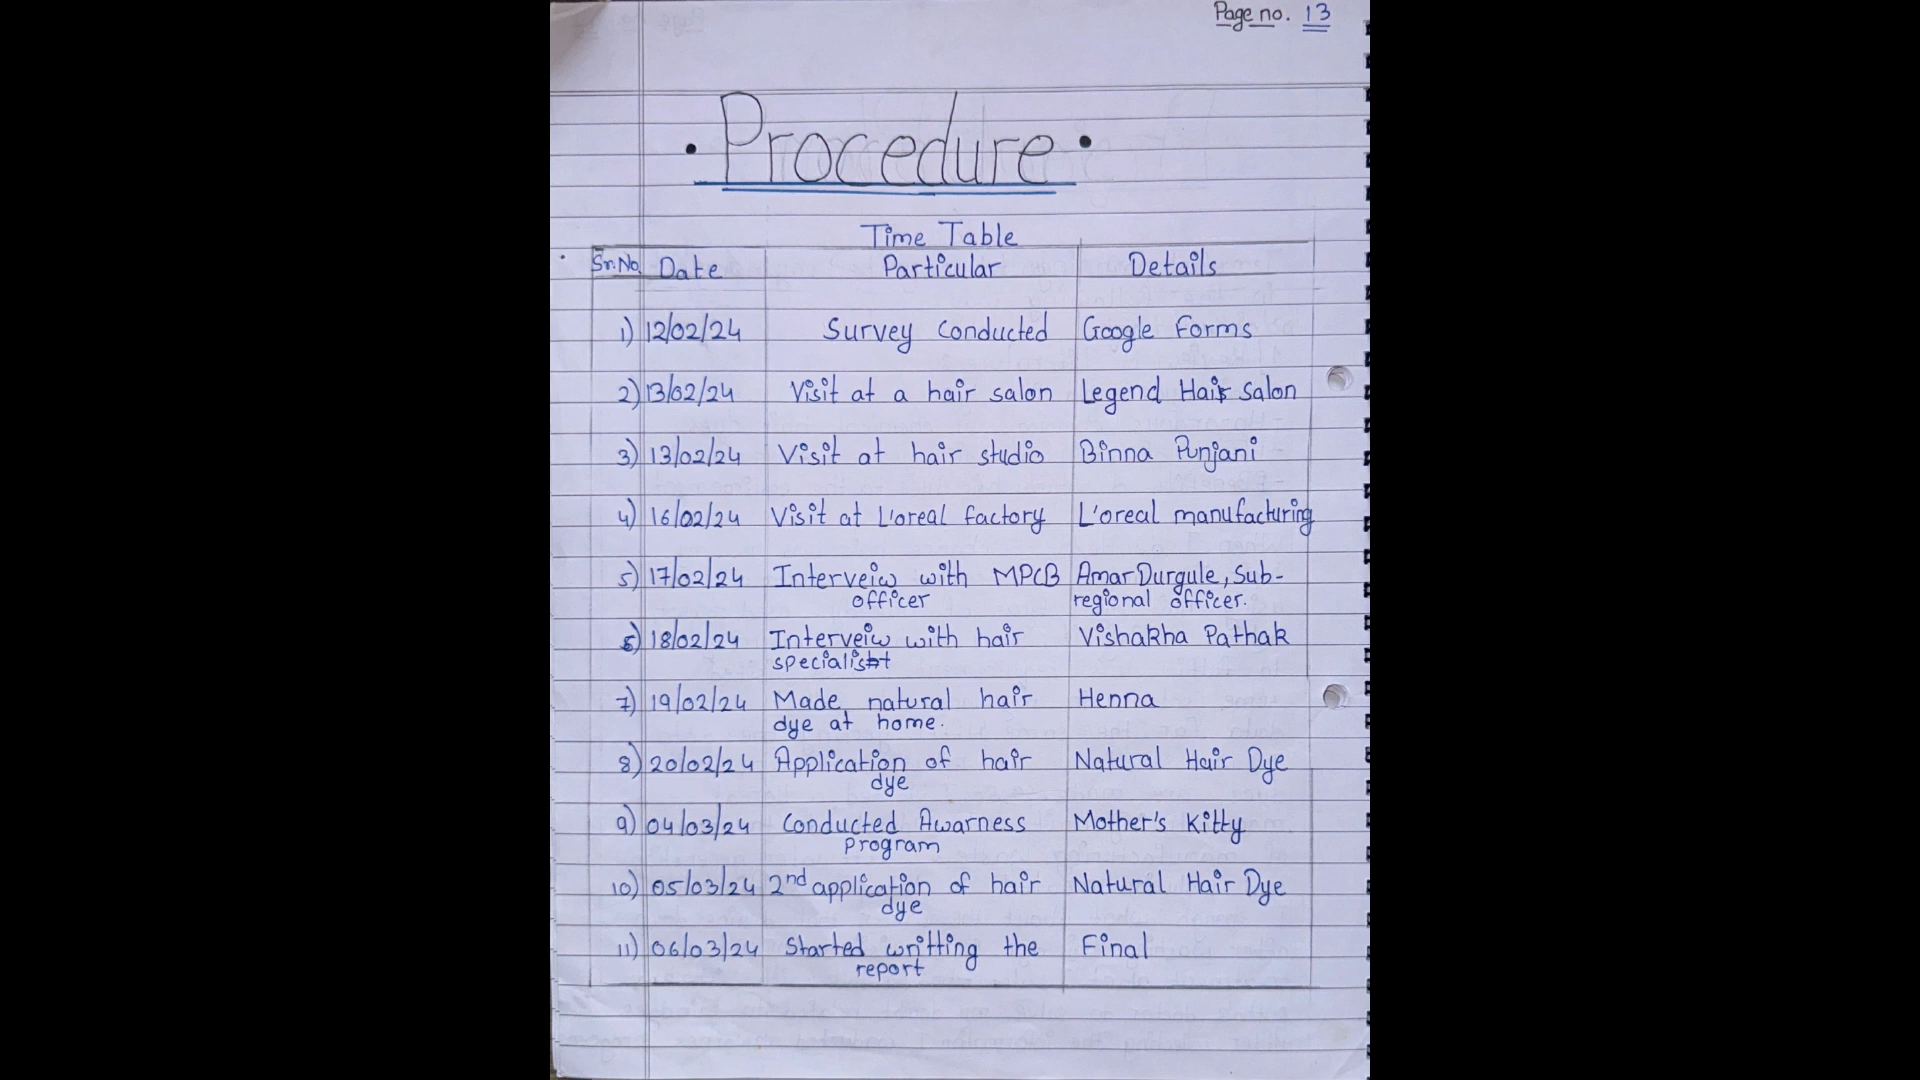 Page no. 13
• Procedure •
Time Table
Sr.No. Date Particular Details
1) 12/02/24 Survey Conducted Google Forms
2) 13/02/24 Visit at a hair salon Legend Hair Salon
3) 13/02/24 Visit at hair studio Binna Punjani
4) 16/02/24 Visit at L'oreal factory L'oreal manufacturing
5) 17/02/24 Interveiw with MPCB Amar Durgule, Sub-
officer regional officer.
6) 18/02/24 Interveiw with hair Vishakha Pathak
specialist
7) 19/02/24 Made natural hair Henna
dye at home.
8) 20/02/24 Application of hair Natural Hair Dye
dye
9) 04/03/24 Conducted Awarness Mother's Kitty
program
10) 05/03/24 2nd application of hair Natural Hair Dye
dye
11) 06/03/24 Started writting the Final
report